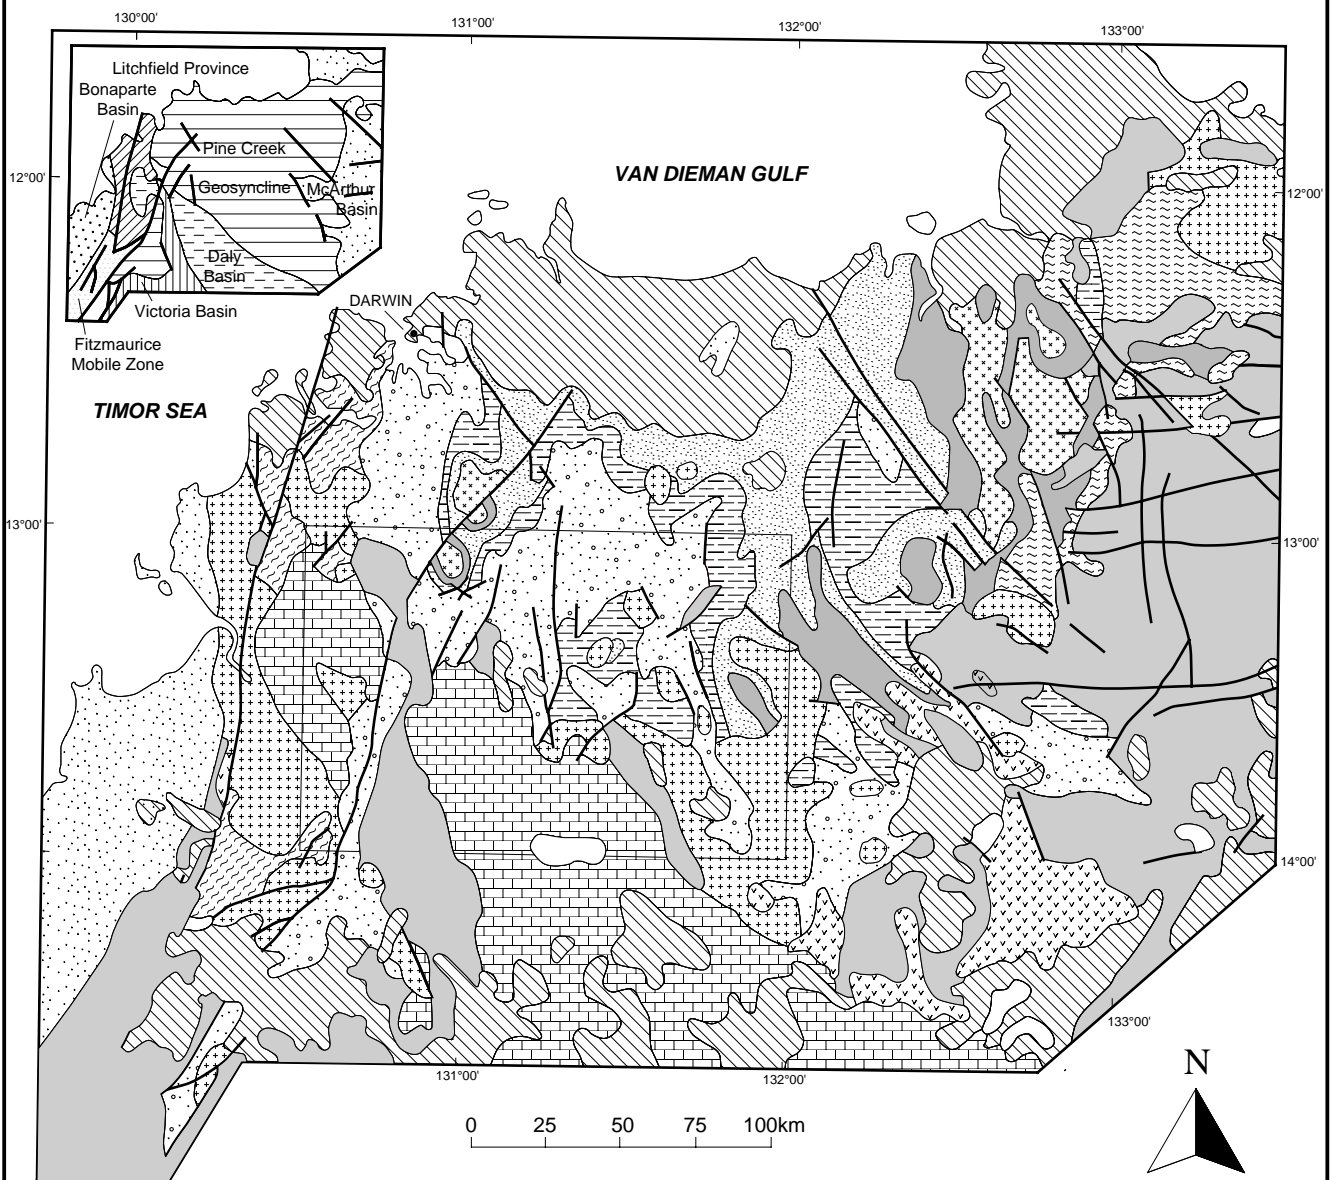 130°00'
131°00'
132°00'
133°00'
Litchfield Province
Bonaparte
Basin
Pine Creek
Geosyncline
McArthur
Basin
Daly
Basin
Victoria Basin
Fitzmaurice
Mobile Zone
12°00'
12°00'
VAN DIEMAN GULF
DARWIN
TIMOR SEA
13°00'
13°00'
14°00'
133°00'
131°00'
132°00'
N
0 25 50 75 100km